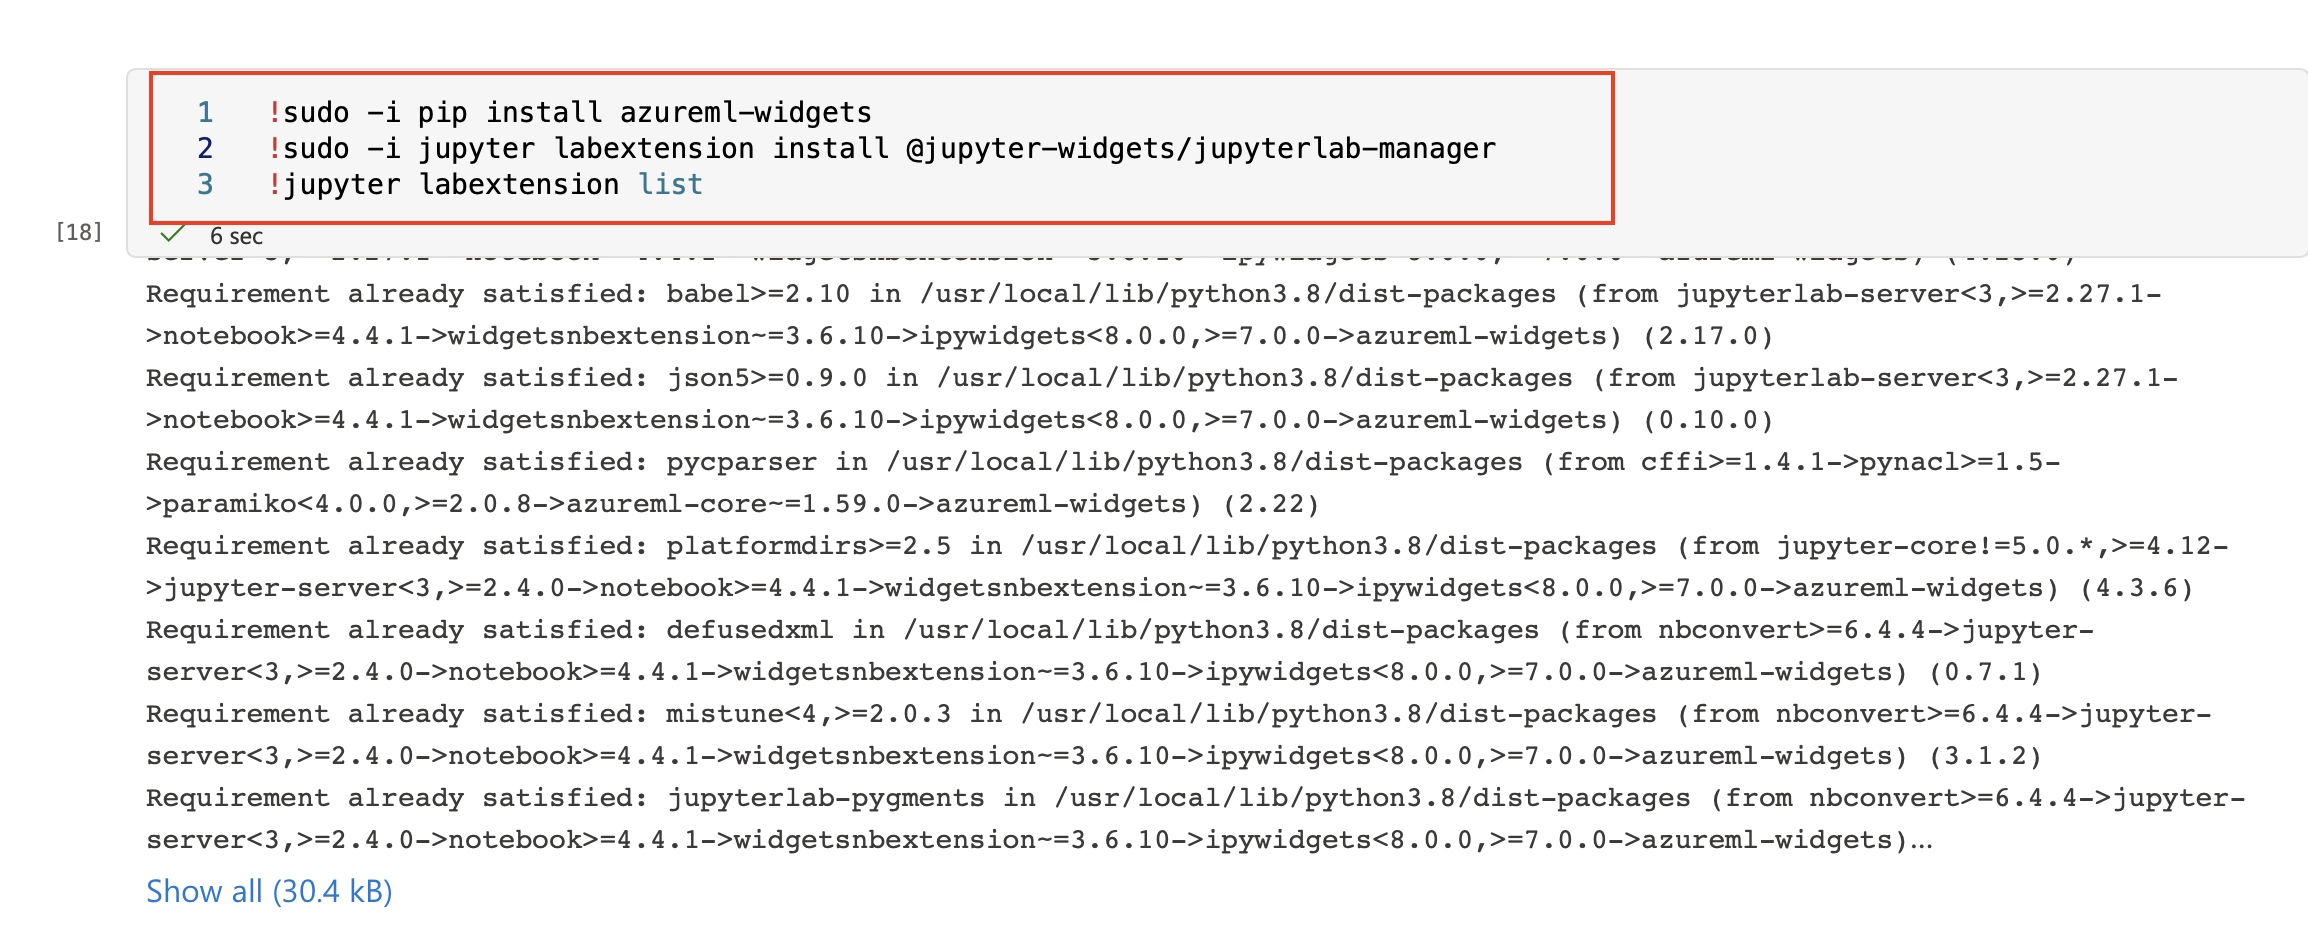 1 !sudo -i pip install azureml-widgets
2 !sudo -i jupyter labextension install @jupyter-widgets/jupyterlab-manager
3 !jupyter labextension list
[18]
6 sec
Requirement already satisfied: babel>=2.10 in /usr/local/lib/python3.8/dist-packages (from jupyterlab-server<3,>=2.27.1-
>notebook>=4.4.1->widgetsnbextension~=3.6.10->ipywidgets<8.0.0,>=7.0.0->azureml-widgets) (2.17.0)
Requirement already satisfied: json5>=0.9.0 in /usr/local/lib/python3.8/dist-packages (from jupyterlab-server<3,>=2.27.1-
>notebook>=4.4.1->widgetsnbextension~=3.6.10->ipywidgets<8.0.0,>=7.0.0->azureml-widgets) (0.10.0)
Requirement already satisfied: pycparser in /usr/local/lib/python3.8/dist-packages (from cffi>=1.4.1->pynacl>=1.5-
>paramiko<4.0.0,>=2.0.8->azureml-core~=1.59.0->azureml-widgets) (2.22)
Requirement already satisfied: platformdirs>=2.5 in /usr/local/lib/python3.8/dist-packages (from jupyter-core!=5.0.*,>=4.12-
>jupyter-server<3,>=2.4.0->notebook>=4.4.1->widgetsnbextension~=3.6.10->ipywidgets<8.0.0,>=7.0.0->azureml-widgets) (4.3.6)
Requirement already satisfied: defusedxml in /usr/local/lib/python3.8/dist-packages (from nbconvert>=6.4.4->jupyter-
server<3,>=2.4.0->notebook>=4.4.1->widgetsnbextension~=3.6.10->ipywidgets<8.0.0,>=7.0.0->azureml-widgets) (0.7.1)
Requirement already satisfied: mistune<4,>=2.0.3 in /usr/local/lib/python3.8/dist-packages (from nbconvert>=6.4.4->jupyter-
server<3,>=2.4.0->notebook>=4.4.1->widgetsnbextension~=3.6.10->ipywidgets<8.0.0,>=7.0.0->azureml-widgets) (3.1.2)
Requirement already satisfied: jupyterlab-pygments in /usr/local/lib/python3.8/dist-packages (from nbconvert>=6.4.4->jupyter-
server<3,>=2.4.0->notebook>=4.4.1->widgetsnbextension~=3.6.10->ipywidgets<8.0.0,>=7.0.0->azureml-widgets)...
Show all (30.4 kB)